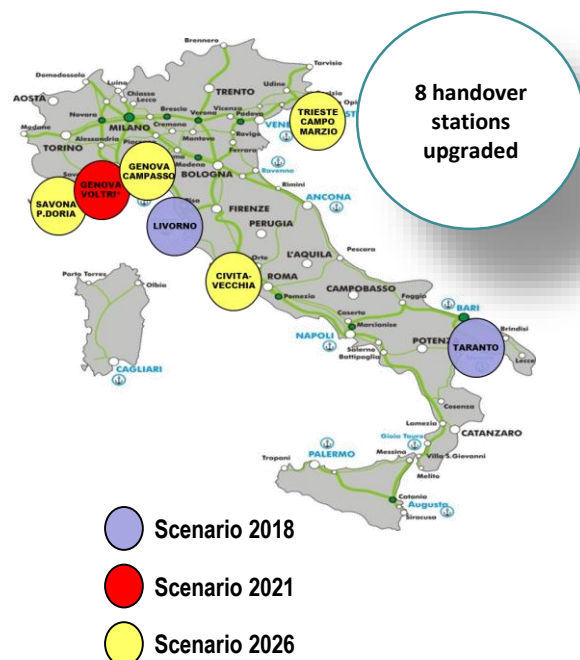 8 handover
stations
upgraded
Brennero
Tarvisio
Domodossola
Luino
Chiasso
Lecco
TRENTO
Udine
AOSTA
Novara
Brescia
Verona
Vicenza
Padova
TRIESTE
CAMPO
MARZIO
Modane
MILANO
Cremona
Mantova
Rovigo
TORINO
Alessandria
Ferrara
GENOVA
CAMPASSO
Modena
BOLOGNA
Ravenna
SAVONA
P.DORIA
GENOVA
VOLTRI*
Rimini
LIVORNO
FIRENZE
ANCONA
PERUGIA
CIVITA-
VECCHIA
Orte
L'AQUILA
Pescara
Porto Torres
Olbia
ROMA
Pomezia
CAMPOBASSO
Foggia
BARI
Caserta
Marcianise
NAPOLI
Salerno
Battipaglia
POTENZ
TARANTO
Brindisi
Lecce
CAGLIARI
Cosenza
Lamezia
CATANZARO
Gioia Tauro
PALERMO
Messina
Villa S.Giovanni
Trapani
Melito
Catania
Augusta
Siracusa
Scenario 2018
Scenario 2021
Scenario 2026